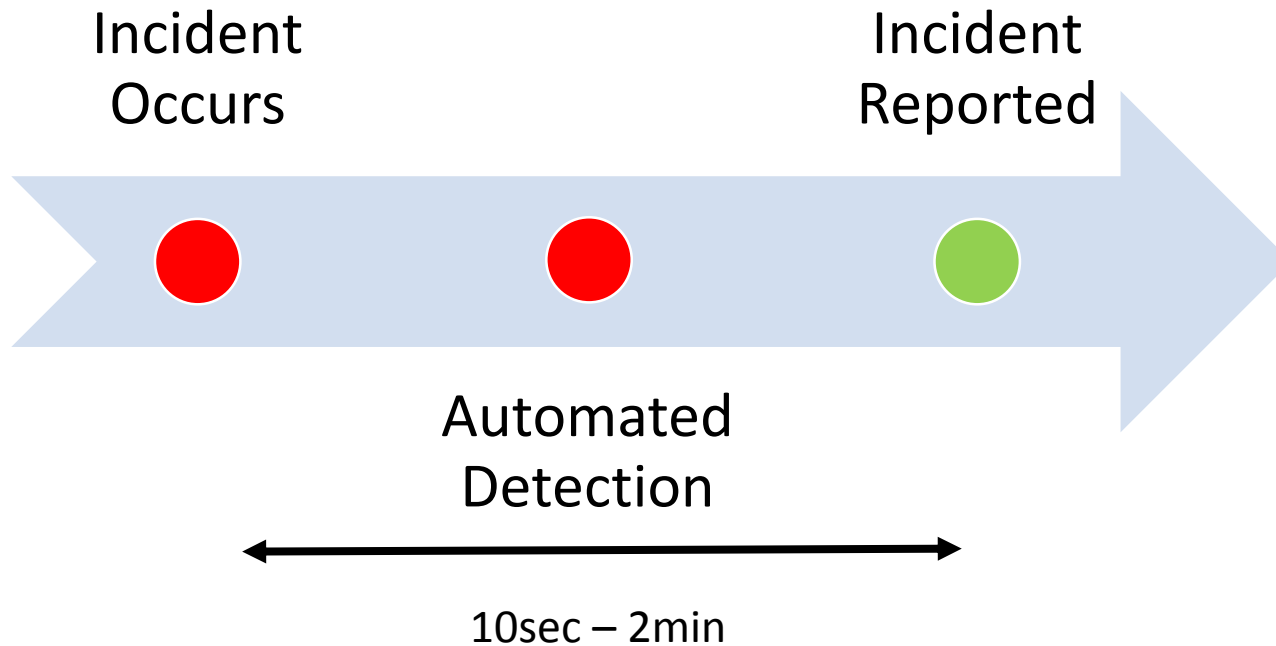 Incident
Occurs
Incident
Reported
Automated
Detection
10sec – 2min